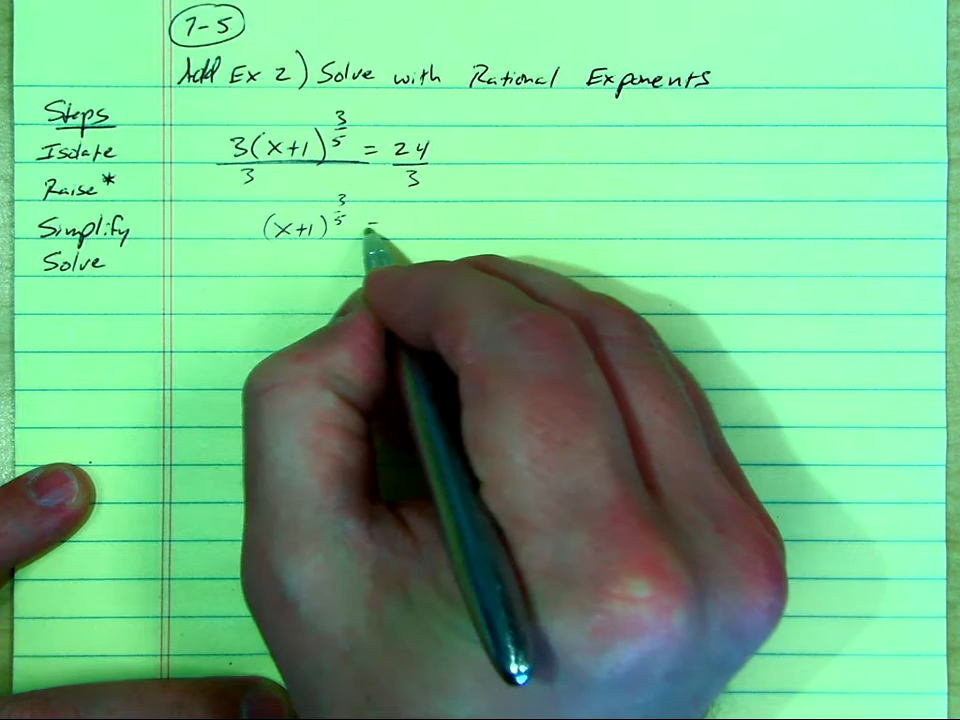 7-5
Add Ex 2) Solve with Rational Exponents
Steps
Isolate
Raise*
Simplify
Solve
3(x+1)^(3/5) = 24
3 3
(x+1)^(3/5) =